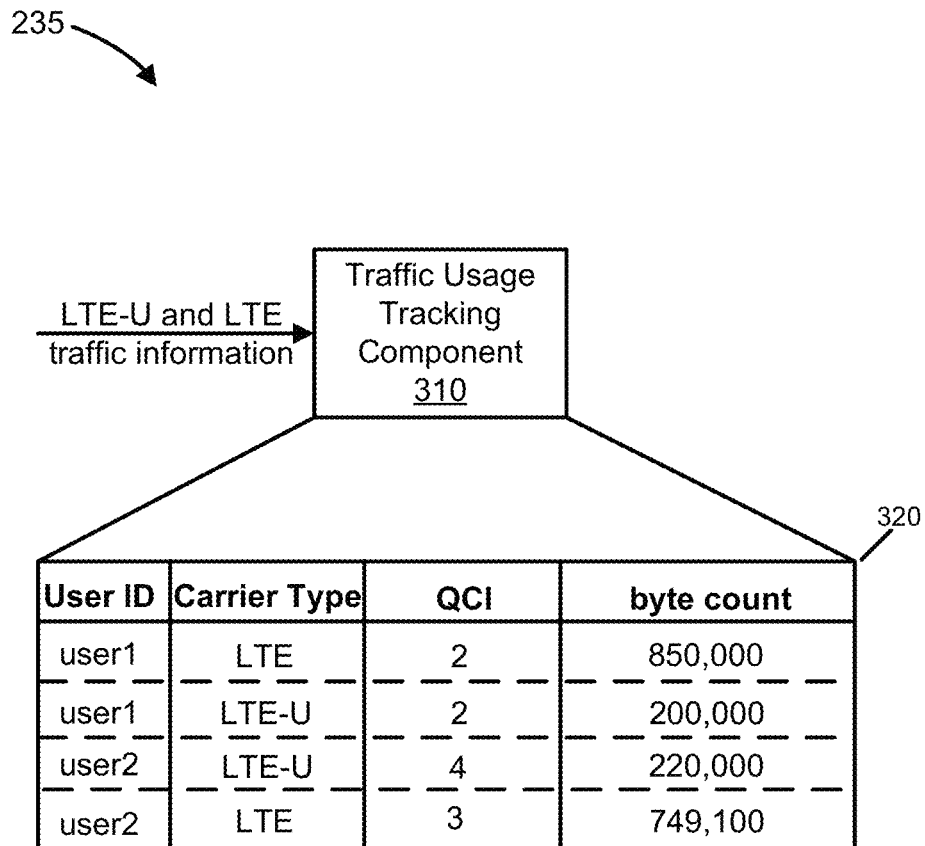 235
LTE-U and LTE
traffic information
Traffic Usage
Tracking
Component
310
320
User ID Carrier Type QCI byte count
user1 LTE 2 850,000
user1 LTE-U 2 200,000
user2 LTE-U 4 220,000
user2 LTE 3 749,100